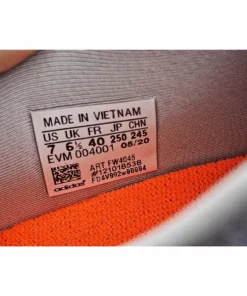 MADE IN VIETNAM
US UK FR JP CHN
7 6½ 40 250 245
EVM 004001 05/20
ART FW4045
#12101853B
adidas